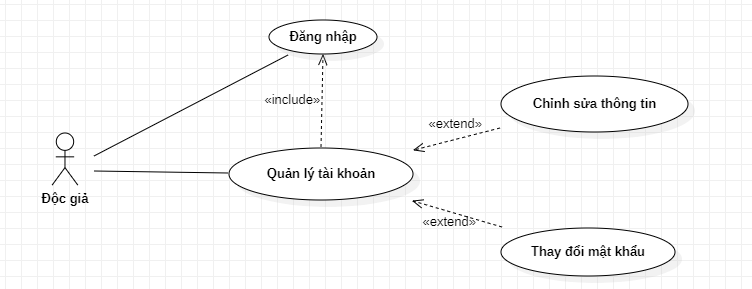 Đăng nhập
«include»
Chỉnh sửa thông tin
«extend»
Quản lý tài khoản
Độc giả
«extend»
Thay đổi mật khẩu